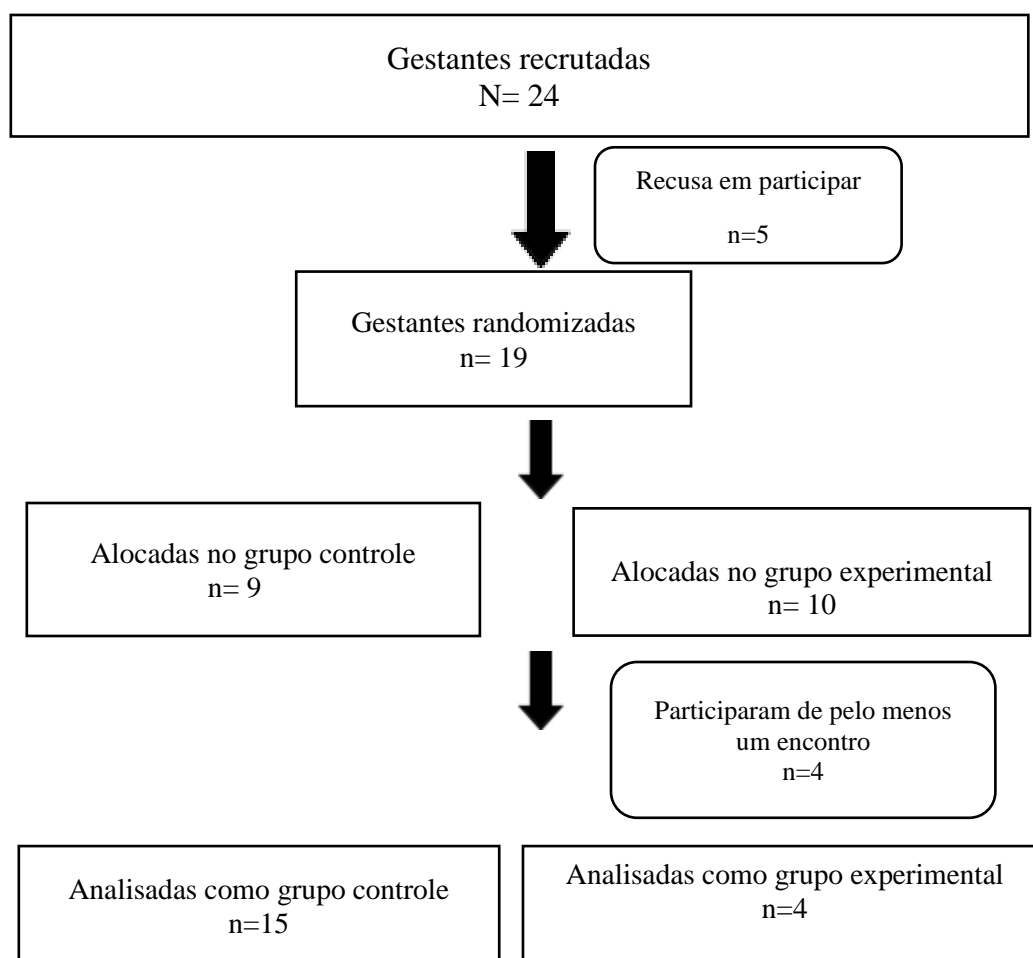 Gestantes recrutadas
N= 24
Recusa em participar
n=5
Gestantes randomizadas
n= 19
Alocadas no grupo controle
n= 9
Alocadas no grupo experimental
n= 10
Participaram de pelo menos
um encontro
n=4
Analisadas como grupo controle
n=15
Analisadas como grupo experimental
n=4